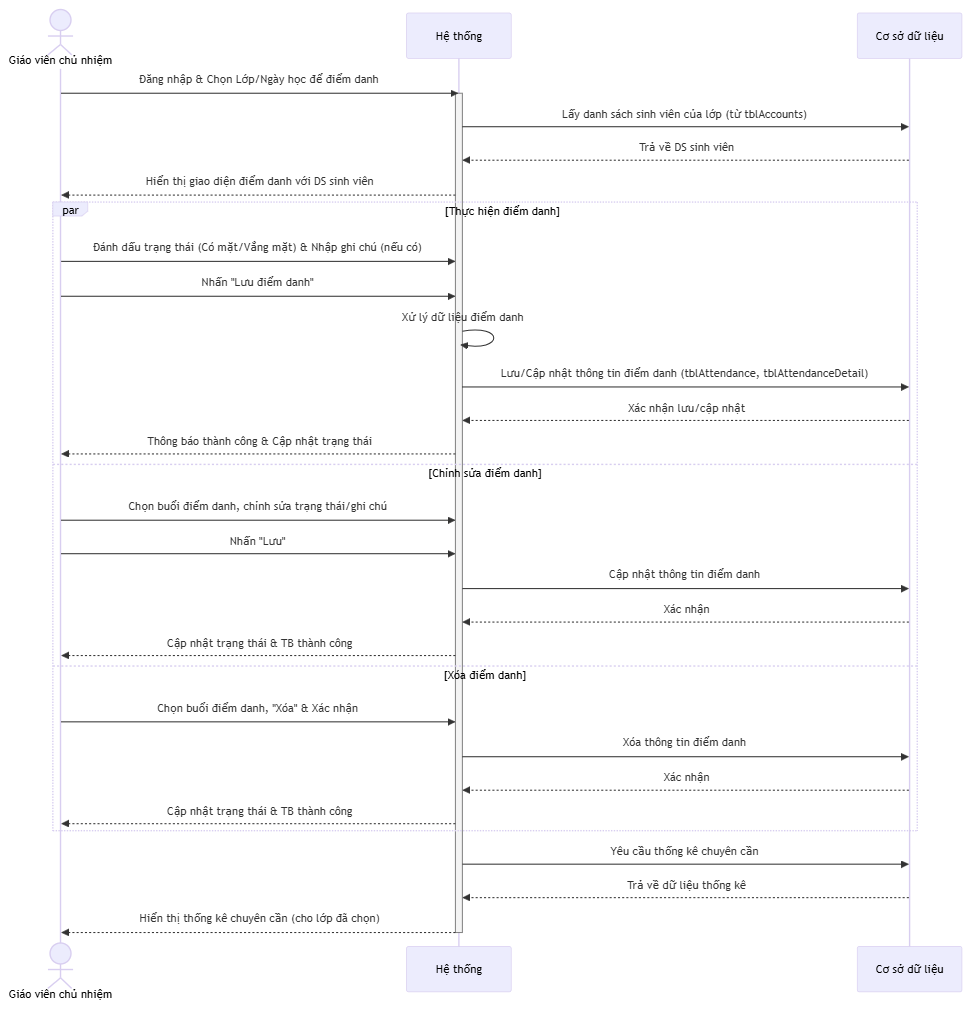 Hệ thống
Cơ sở dữ liệu
Giáo viên chủ nhiệm
Đăng nhập & Chọn Lớp/Ngày học để điểm danh
Lấy danh sách sinh viên của lớp (từ tblAccounts)
Trả về DS sinh viên
Hiển thị giao diện điểm danh với DS sinh viên
par
[Thực hiện điểm danh]
Đánh dấu trạng thái (Có mặt/Vắng mặt) & Nhập ghi chú (nếu có)
Nhấn "Lưu điểm danh"
Xử lý dữ liệu điểm danh
Lưu/Cập nhật thông tin điểm danh (tblAttendance, tblAttendanceDetail)
Xác nhận lưu/cập nhật
Thông báo thành công & Cập nhật trạng thái
[Chỉnh sửa điểm danh]
Chọn buổi điểm danh, chỉnh sửa trạng thái/ghi chú
Nhấn "Lưu"
Cập nhật thông tin điểm danh
Xác nhận
Cập nhật trạng thái & TB thành công
[Xóa điểm danh]
Chọn buổi điểm danh, "Xóa" & Xác nhận
Xóa thông tin điểm danh
Xác nhận
Cập nhật trạng thái & TB thành công
Yêu cầu thống kê chuyên cần
Trả về dữ liệu thống kê
Hiển thị thống kê chuyên cần (cho lớp đã chọn)
Hệ thống
Cơ sở dữ liệu
Giáo viên chủ nhiệm